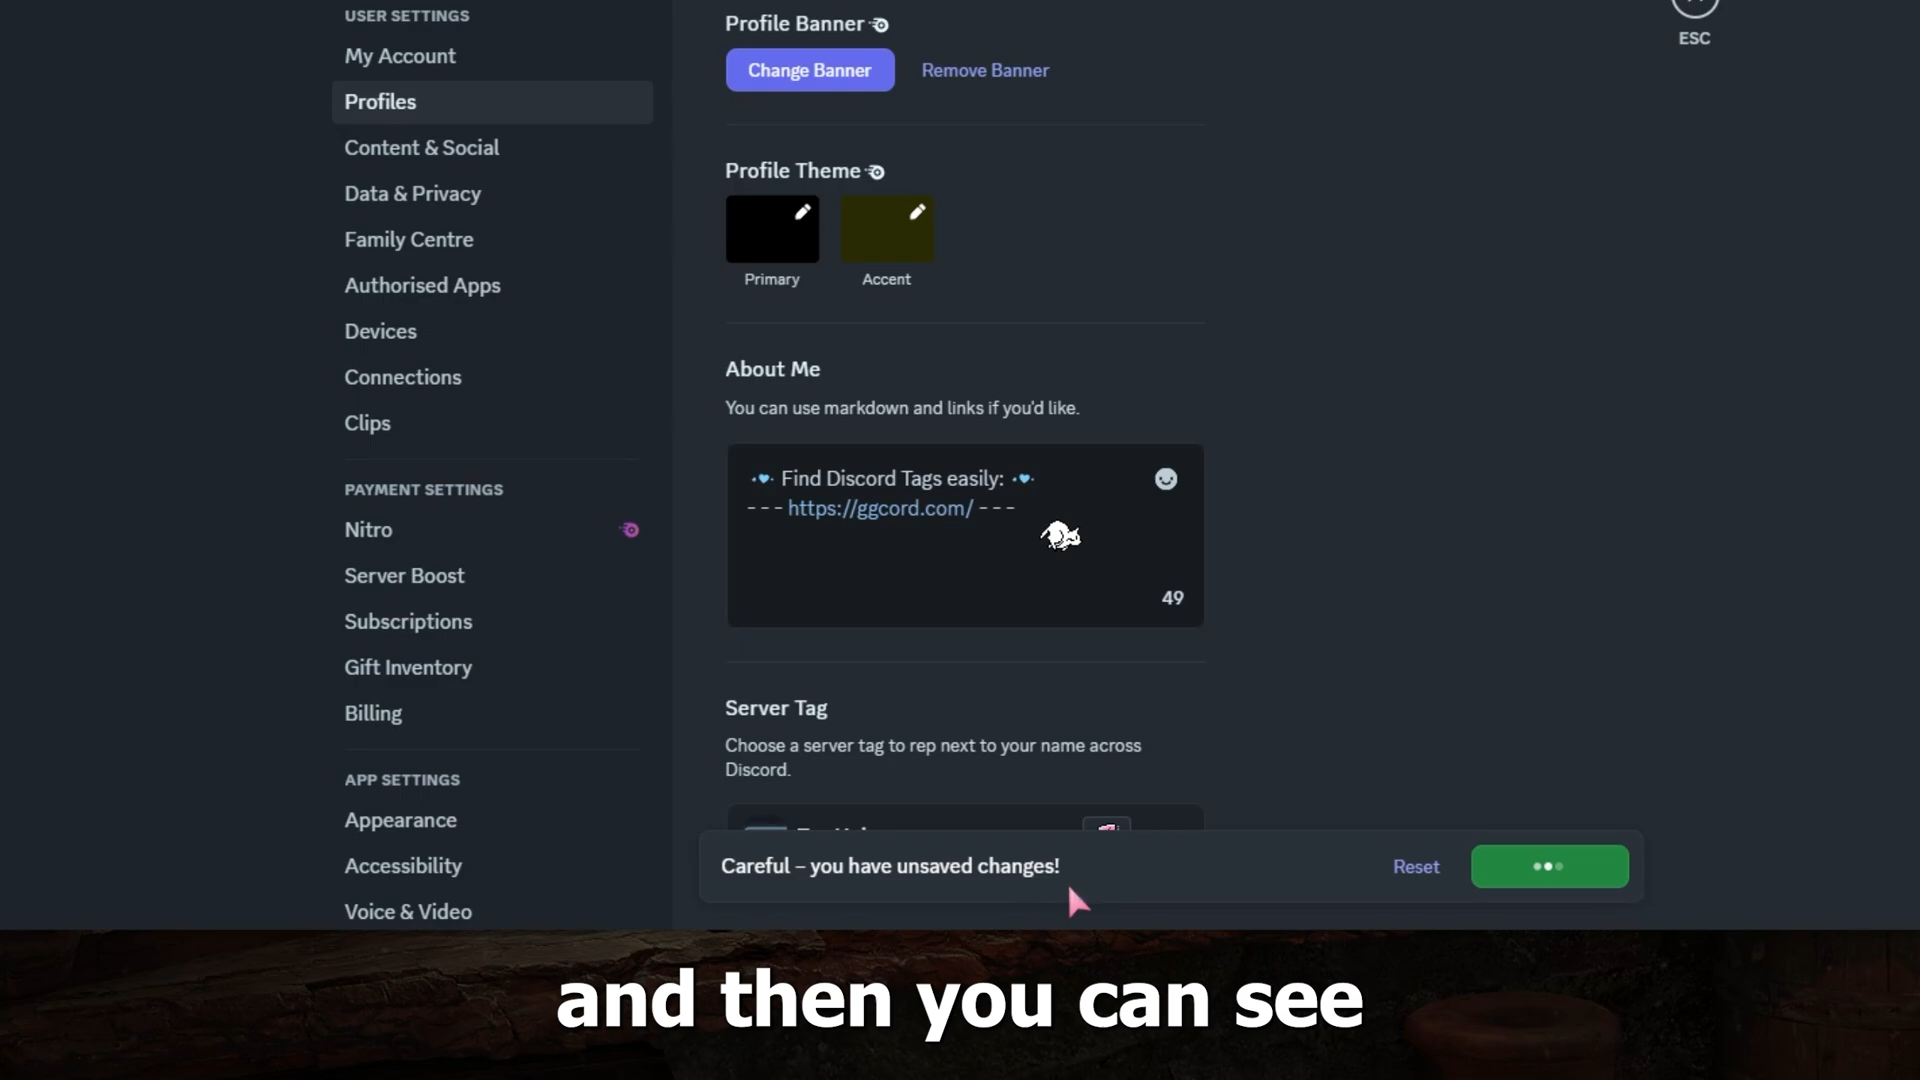 USER SETTINGS
My Account
Profiles
Content & Social
Data & Privacy
Family Centre
Authorised Apps
Devices
Connections
Clips
PAYMENT SETTINGS
Nitro
Server Boost
Subscriptions
Gift Inventory
Billing
APP SETTINGS
Appearance
Accessibility
Voice & Video
Profile Banner
Change Banner
Remove Banner
Profile Theme
Primary
Accent
About Me
You can use markdown and links if you'd like.
Find Discord Tags easily:
--- https://ggcord.com/ ---
49
Server Tag
Choose a server tag to rep next to your name across
Discord.
Careful – you have unsaved changes!
Reset
ESC
and then you can see